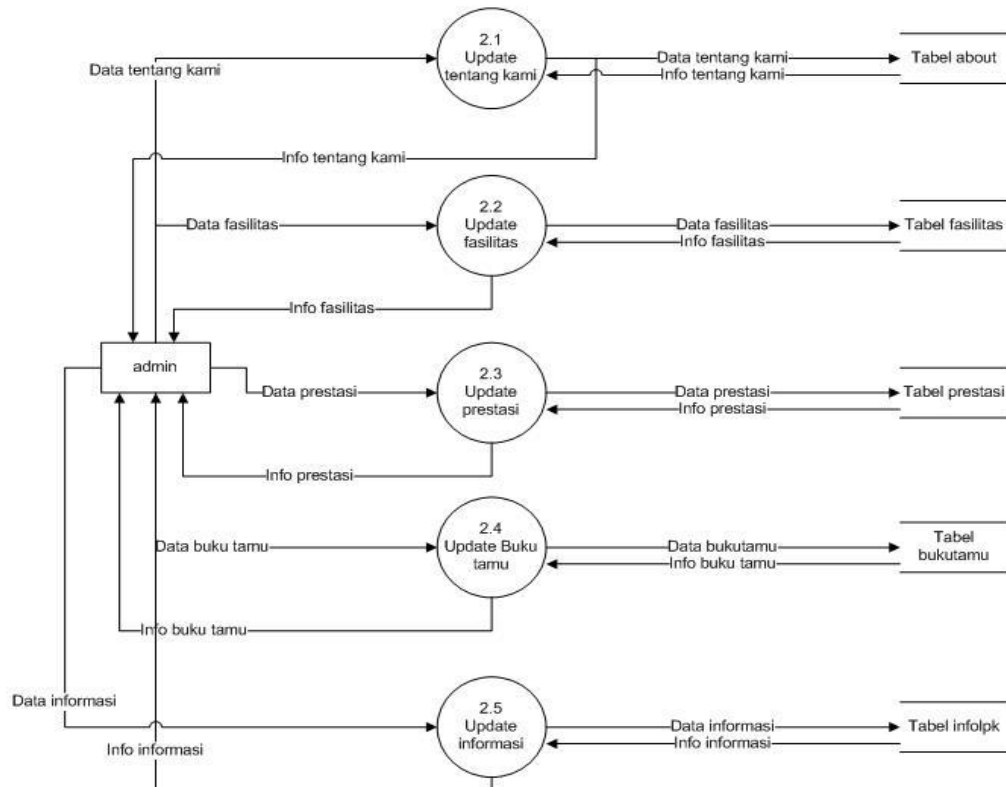 2.1
Update
tentang kami
Data tentang kami
Data tentang kami
Info tentang kami
Tabel about
Info tentang kami
2.2
Update
fasilitas
Data fasilitas
Data fasilitas
Info fasilitas
Tabel fasilitas
Info fasilitas
admin
2.3
Update
prestasi
Data prestasi
Data prestasi
Info prestasi
Tabel prestasi
Info prestasi
2.4
Update Buku
tamu
Data buku tamu
Data bukutamu
Info buku tamu
Tabel
bukutamu
Info buku tamu
Data informasi
2.5
Update
informasi
Data informasi
Info informasi
Tabel infolpk
Info informasi